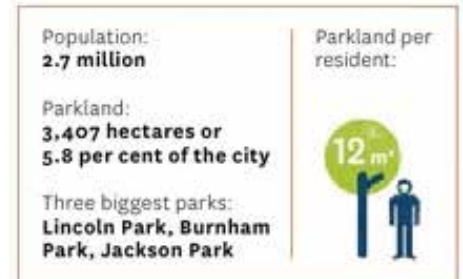 Population:
2.7 million
Parkland:
3,407 hectares or
5.8 per cent of the city
Three biggest parks:
Lincoln Park, Burnham
Park, Jackson Park
Parkland per
resident:
12 m²